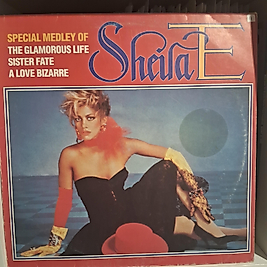 SPECIAL MEDLEY OF
THE GLAMOROUS LIFE
SISTER FATE
A LOVE BIZARRE
Sheila E